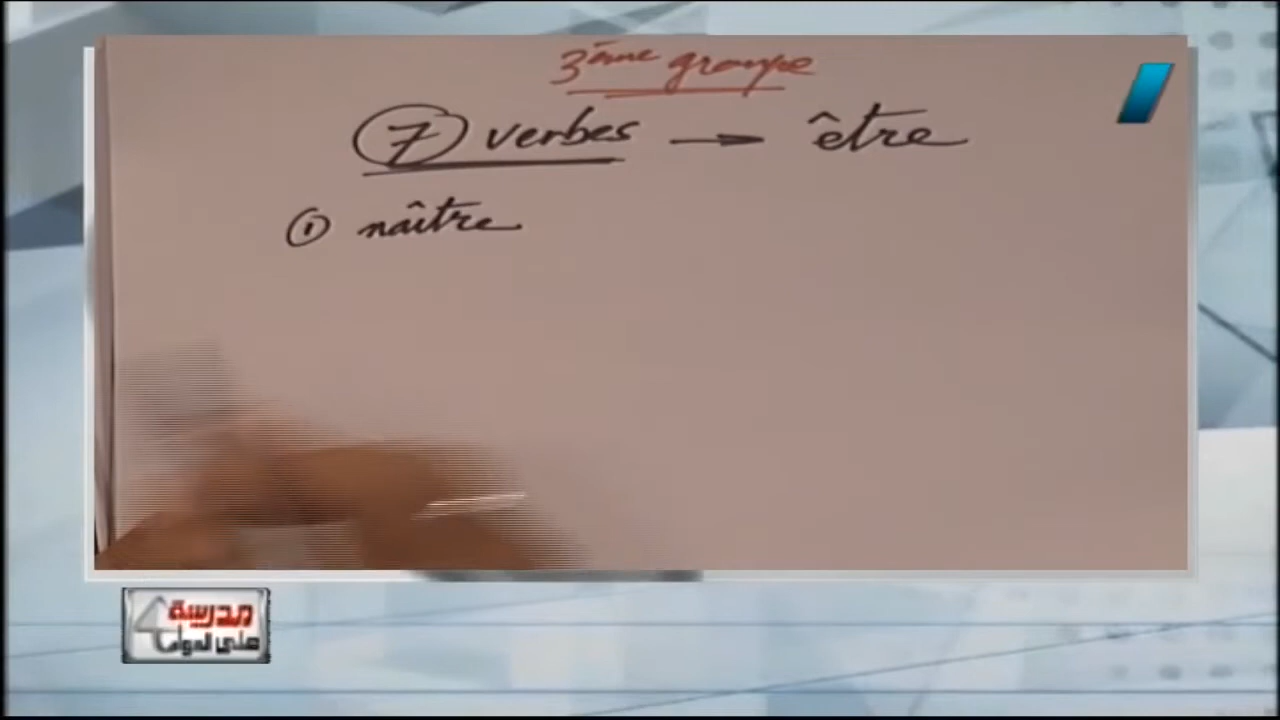 3ème groupe
7 verbes → être
① naître
مدرسة
على الهواء